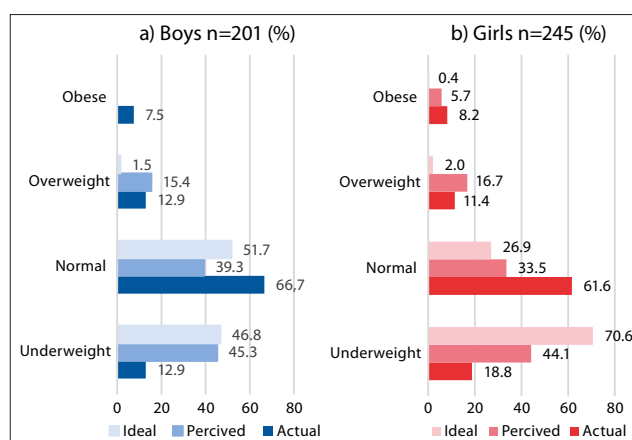 a) Boys n=201 (%)
Obese
7.5
Overweight
1.5
15.4
12.9
Normal
51.7
39.3
66,7
Underweight
46.8
45.3
12.9
0 20 40 60 80
Ideal Percived Actual
b) Girls n=245 (%)
Obese
0.4
5.7
8.2
Overweight
2.0
16.7
11.4
Normal
26.9
33.5
61.6
Underweight
70.6
44.1
18.8
0 20 40 60 80
Ideal Percived Actual